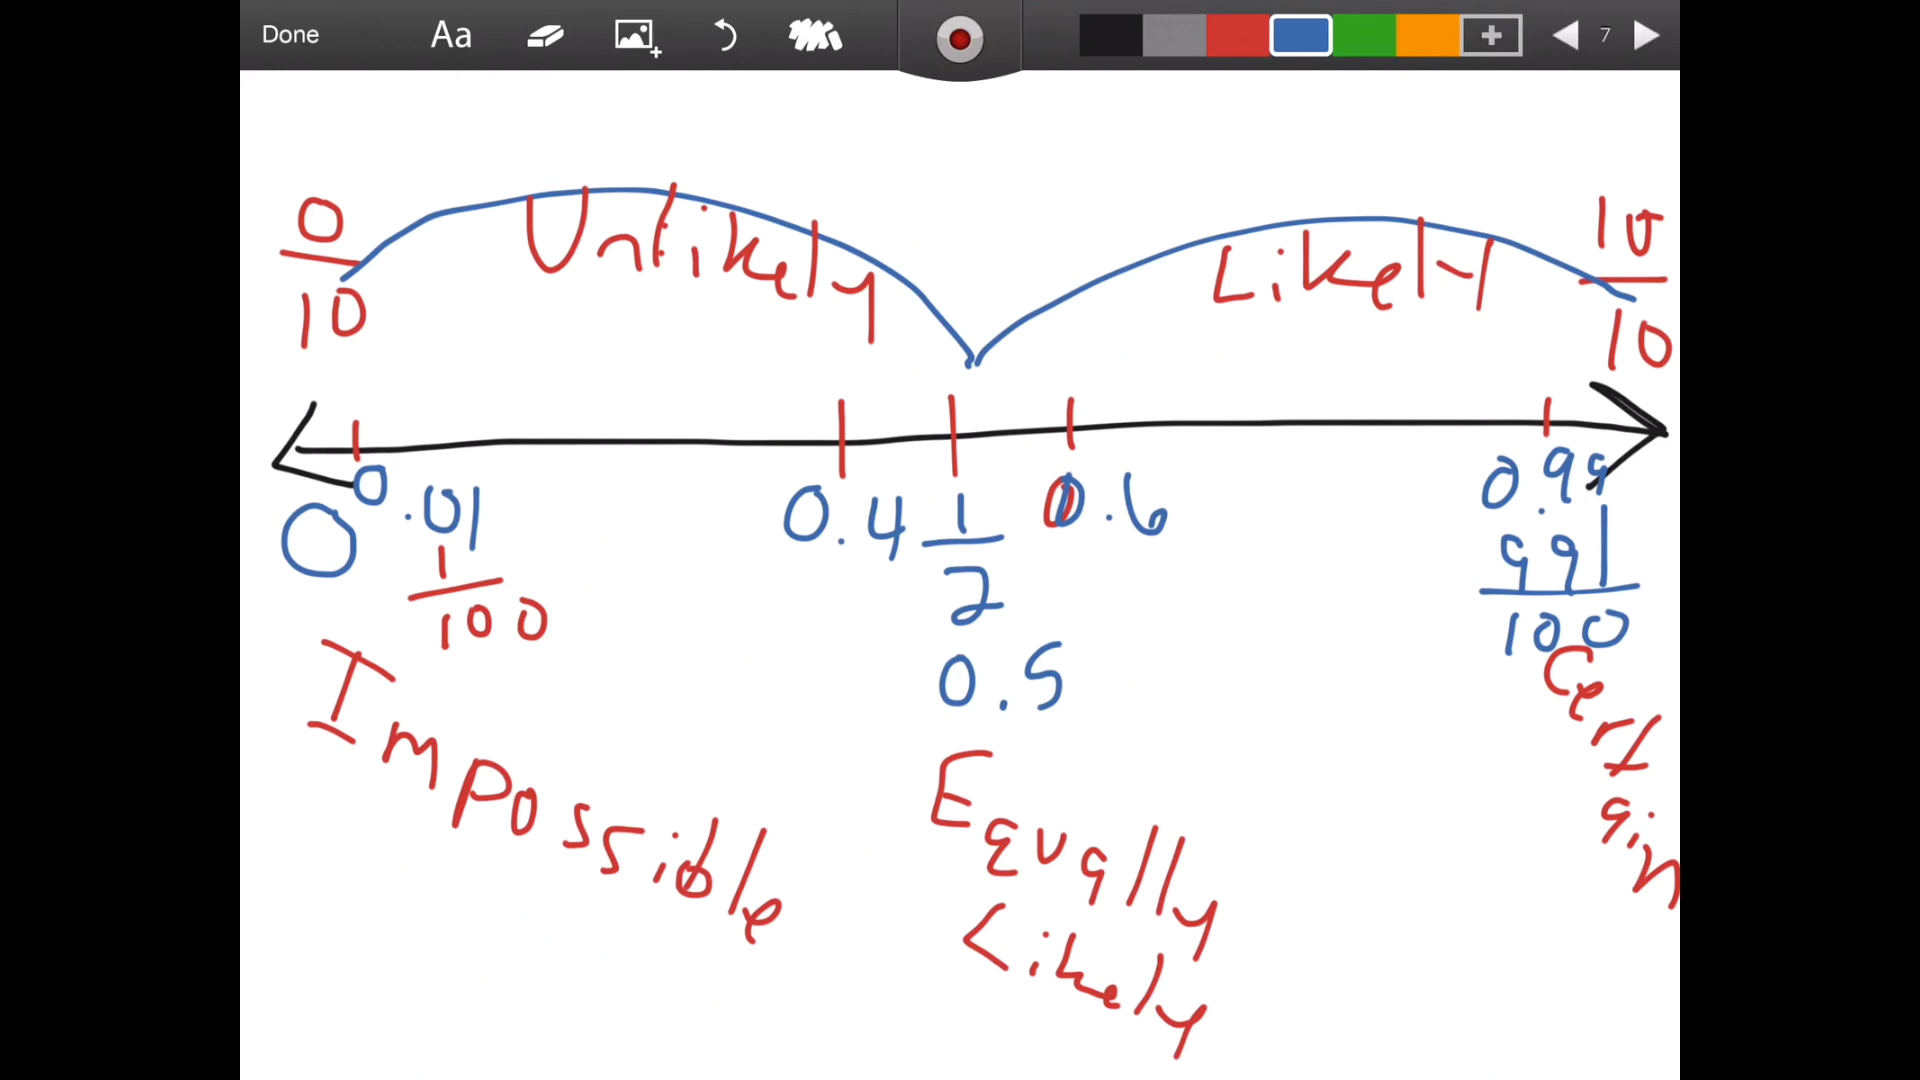 Done Aa 7
0/10 Unlikely Likely 10/10
0 0.01 0.4 1/2 0.6 0.99
1/100 0.5 99/100
Impossible Equally Certain
Likely